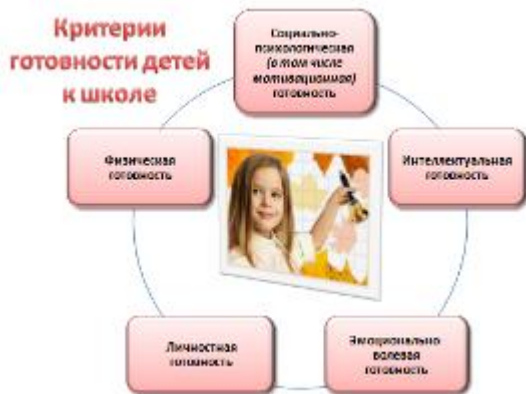 Критерии
готовности детей
к школе
Социально-
психологическая
(в том числе
мотивационная)
готовность
Физическая
готовность
Интеллектуальная
готовность
Личностная
готовность
Эмоционально
волевая
готовность